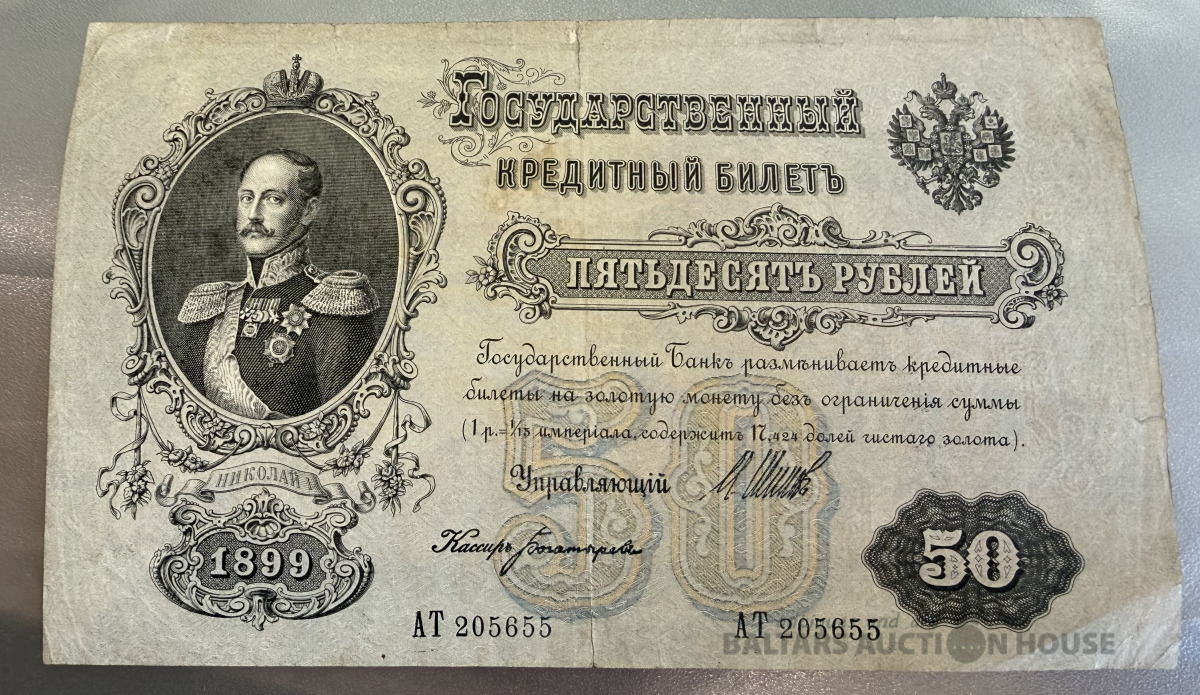 Государственный
кредитный билетъ
ПЯТЬДЕСЯТЪ РУБЛЕЙ
Государственный Банкъ размѣниваетъ кредитные
билеты на золотую монету безъ ограниченія суммы
(1 р.=1/15 имперіала, содержитъ 17,424 долей чистаго золота).
Управляющій
Кассиръ
50
НИКОЛАЙ I
1899
50
АТ 205655
АТ 205655
BALTARS AUCTION HOUSE